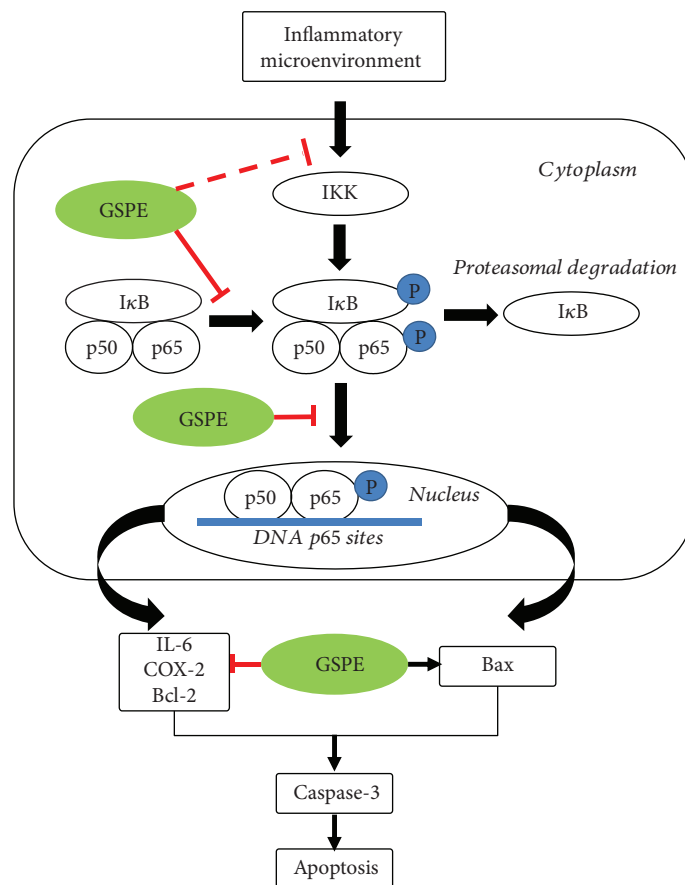 Inflammatory
microenvironment
Cytoplasm
IKK
GSPE
Proteasomal degradation
IκB
p50 p65
IκB
P
p50 p65
P
IκB
GSPE
p50 p65
P
Nucleus
DNA p65 sites
IL-6
COX-2
Bcl-2
GSPE
Bax
Caspase-3
Apoptosis